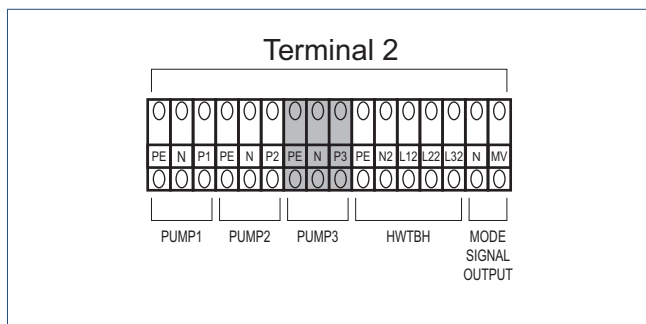 Terminal 2
PE N P1 PE N P2 PE N P3 PE N2 L12 L22 L32 N MV
PUMP1 PUMP2 PUMP3 HWTBH MODE
SIGNAL
OUTPUT